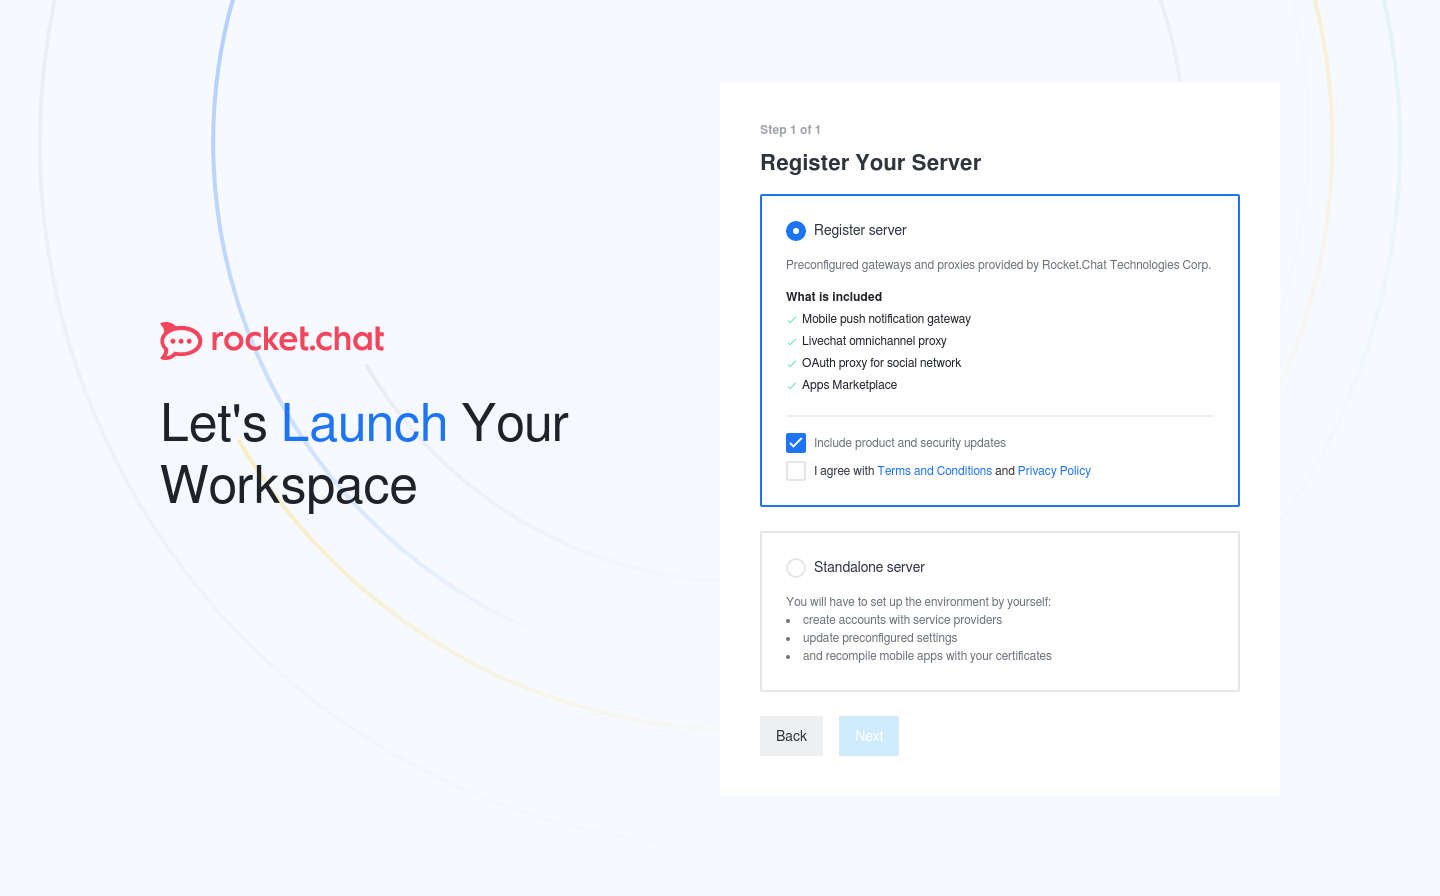 rocket.chat
Let's Launch Your
Workspace
Step 1 of 1
Register Your Server
Register server
Preconfigured gateways and proxies provided by Rocket.Chat Technologies Corp.
What is included
Mobile push notification gateway
Livechat omnichannel proxy
OAuth proxy for social network
Apps Marketplace
Include product and security updates
I agree with Terms and Conditions and Privacy Policy
Standalone server
You will have to set up the environment by yourself:
create accounts with service providers
update preconfigured settings
and recompile mobile apps with your certificates
Back
Next